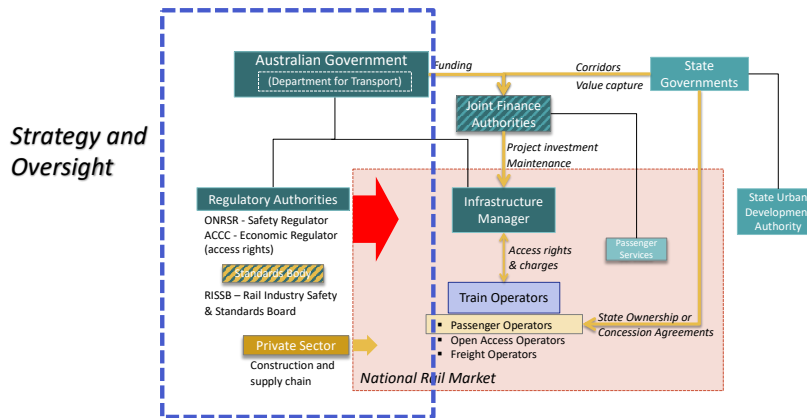 Strategy and
Oversight
Australian Government
(Department for Transport)
Funding
Corridors
Value capture
State
Governments
Joint Finance
Authorities
Project investment
Maintenance
Regulatory Authorities
ONRSR - Safety Regulator
ACCC - Economic Regulator
(access rights)
Standards Body
RISSB – Rail Industry Safety
& Standards Board
Infrastructure
Manager
Passenger
Services
State Urban
Development
Authority
Access rights
& charges
Train Operators
▪ Passenger Operators
▪ Open Access Operators
▪ Freight Operators
State Ownership or
Concession Agreements
Private Sector
Construction and
supply chain
National Rail Market